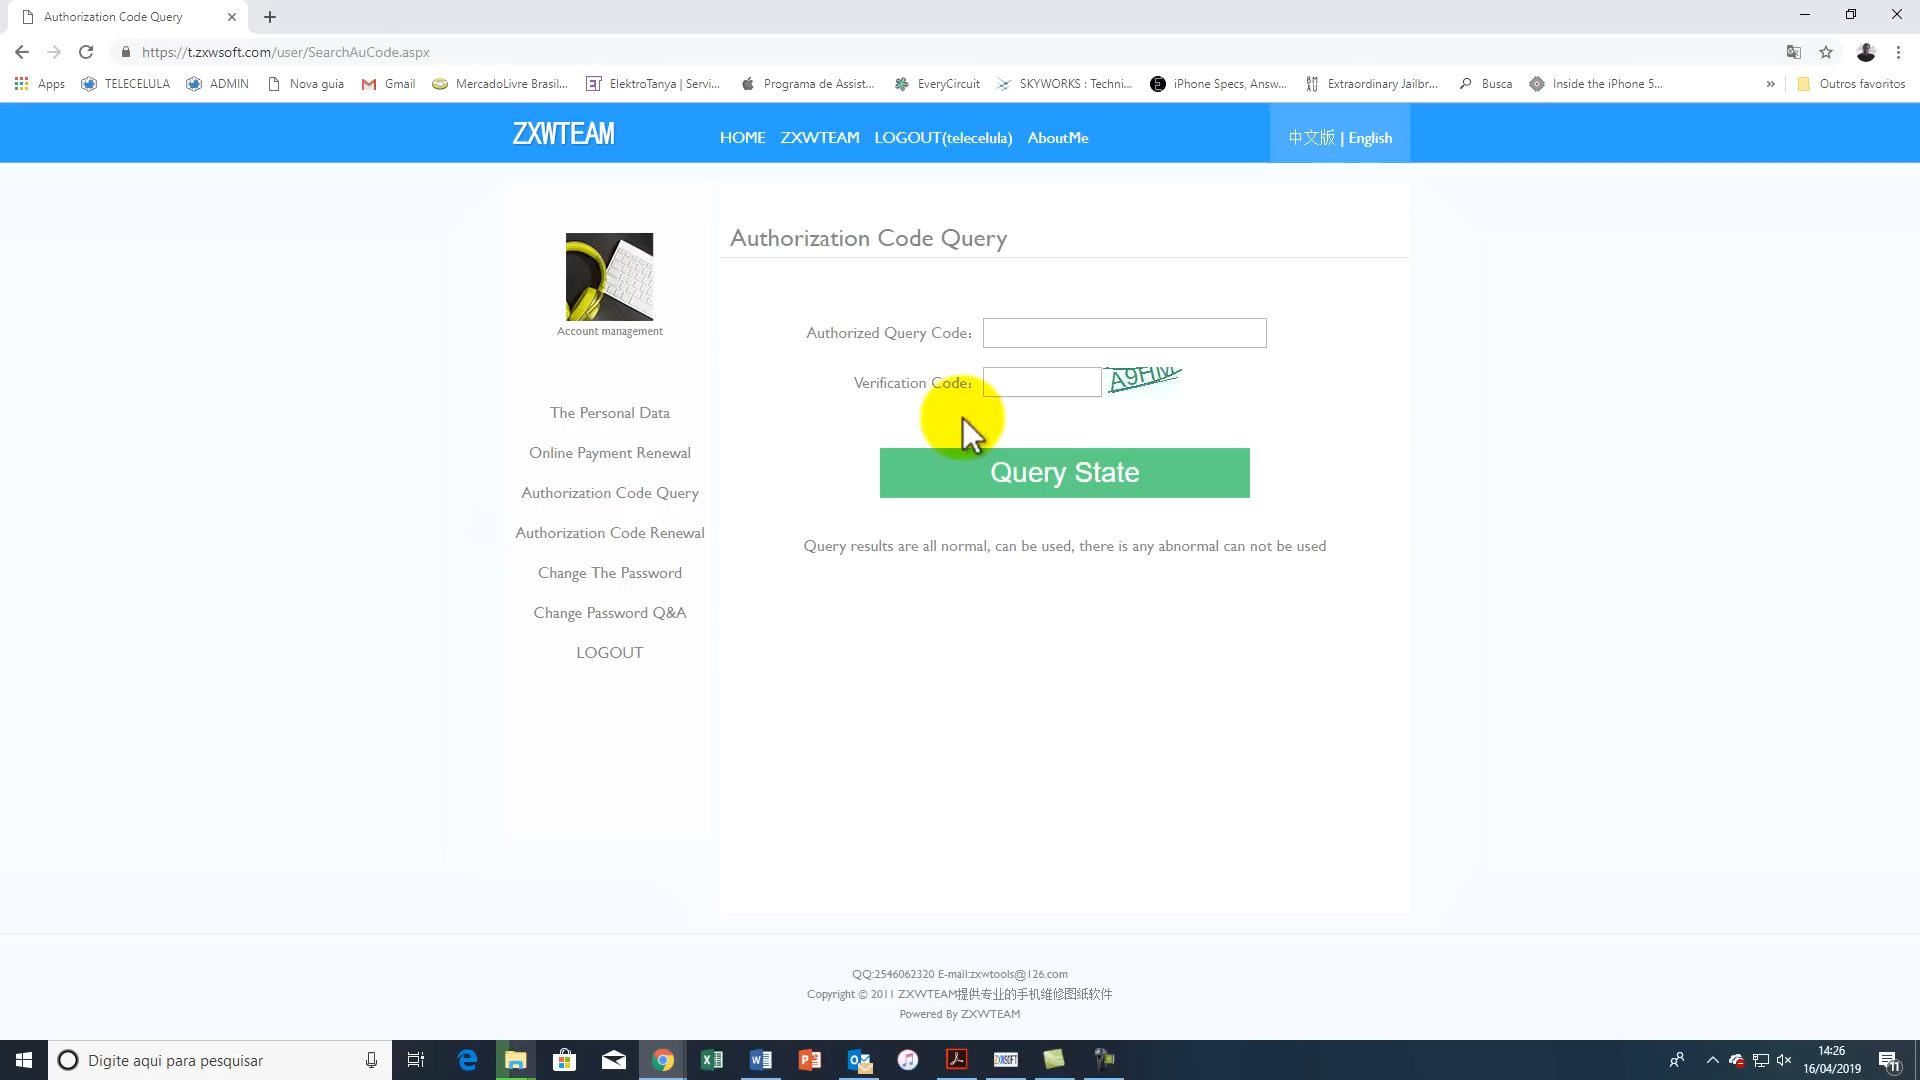 Authorization Code Query
https://t.zxwsoft.com/user/SearchAuCode.aspx
Apps TELECELULA ADMIN Nova guia Gmail MercadoLivre Brasil... ElektroTanya | Servi... Programa de Assist... EveryCircuit SKYWORKS : Techni... iPhone Specs, Answ... Extraordinary Jailbr... Busca Inside the iPhone 5... » Outros favoritos
ZXWTEAM HOME ZXWTEAM LOGOUT(telecelula) AboutMe 中文版 | English
Account management
The Personal Data
Online Payment Renewal
Authorization Code Query
Authorization Code Renewal
Change The Password
Change Password Q&A
LOGOUT
Authorization Code Query
Authorized Query Code：
Verification Code： A9HM
Query State
Query results are all normal, can be used, there is any abnormal can not be used
QQ:2546062320 E-mail:zxwtools@126.com
Copyright © 2011 ZXWTEAM提供专业的手机维修图纸软件
Powered By ZXWTEAM
Digite aqui para pesquisar
ZXWSOFT
14:26
16/04/2019
11